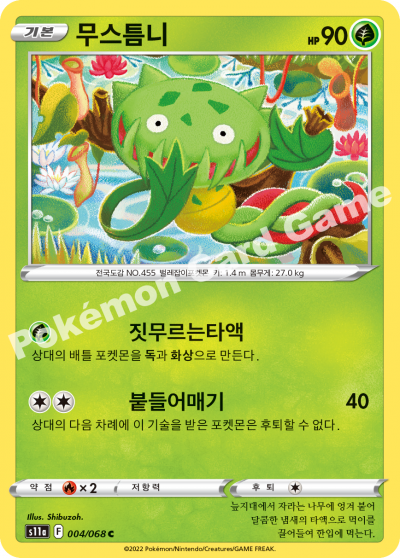 기본 무스틈니 HP 90
전국도감 NO.455 벌레잡이포켓몬 키: 1.4 m 몸무게: 27.0 kg
Pokémon Card Game
짓무르는타액
상대의 배틀 포켓몬을 독과 화상으로 만든다.
붙들어매기 40
상대의 다음 차례에 이 기술을 받은 포켓몬은 후퇴할 수 없다.
약점 ×2 저항력 후퇴
Illus. Shibuzoh.
s11a F 004/068 C
늪지대에서 자라는 나무에 엉겨 붙어
달콤한 냄새의 타액으로 먹이를
끌어들여 한입에 먹는다.
©2022 Pokémon/Nintendo/Creatures/GAME FREAK.